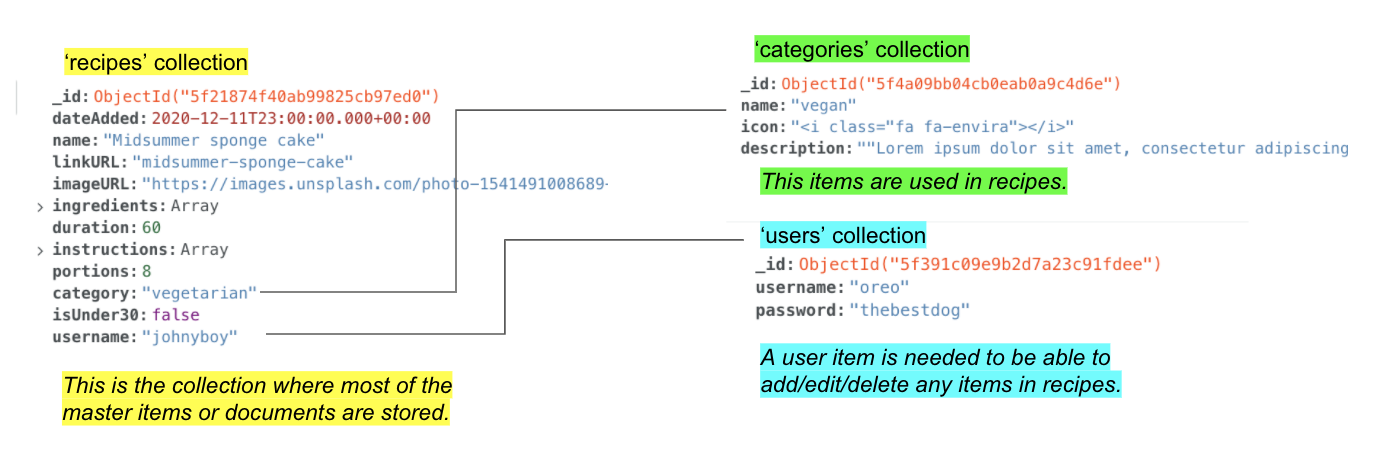 ‘recipes’ collection
_id: ObjectId("5f21874f40ab99825cb97ed0")
dateAdded: 2020-12-11T23:00:00.000+00:00
name: "Midsummer sponge cake"
linkURL: "midsummer-sponge-cake"
imageURL: "https://images.unsplash.com/photo-1541491008689-
> ingredients: Array
duration: 60
> instructions: Array
portions: 8
category: "vegetarian"
isUnder30: false
username: "johnyboy"
This is the collection where most of the
master items or documents are stored.
‘categories’ collection
_id: ObjectId("5f4a09bb04cb0eab0a9c4d6e")
name: "vegan"
icon: "<i class="fa fa-envira"></i>"
description: ""Lorem ipsum dolor sit amet, consectetur adipiscing
This items are used in recipes.
‘users’ collection
_id: ObjectId("5f391c09e9b2d7a23c91fdee")
username: "oreo"
password: "thebestdog"
A user item is needed to be able to
add/edit/delete any items in recipes.